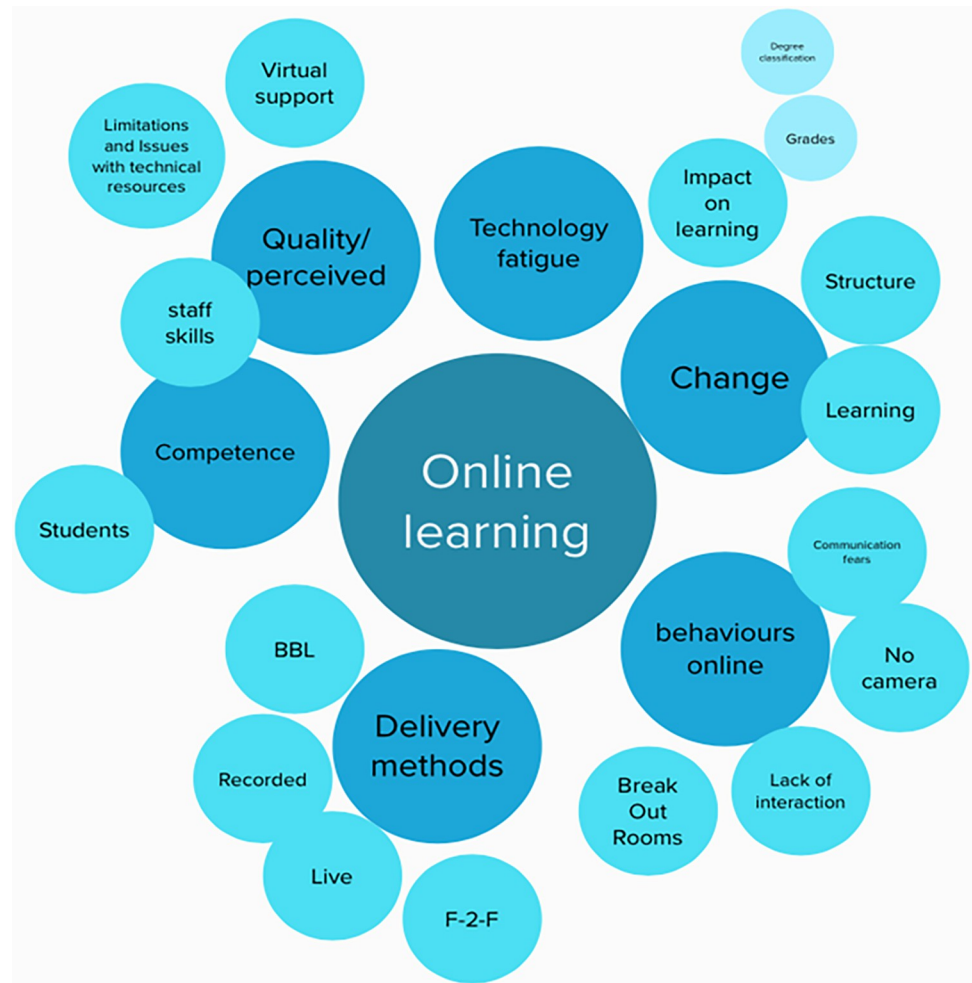 Degree
classification
Virtual
support
Limitations
and Issues
with technical
resources
Grades
Impact
on
learning
Quality/
perceived
Technology
fatigue
Structure
staff
skills
Change
Learning
Competence
Online
learning
Students
Communication
fears
BBL
behaviours
online
No
camera
Delivery
methods
Recorded
Break
Out
Rooms
Lack of
interaction
Live
F-2-F